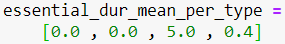 essential_dur_mean_per_type =
[0.0 , 0.0 , 5.0 , 0.4]